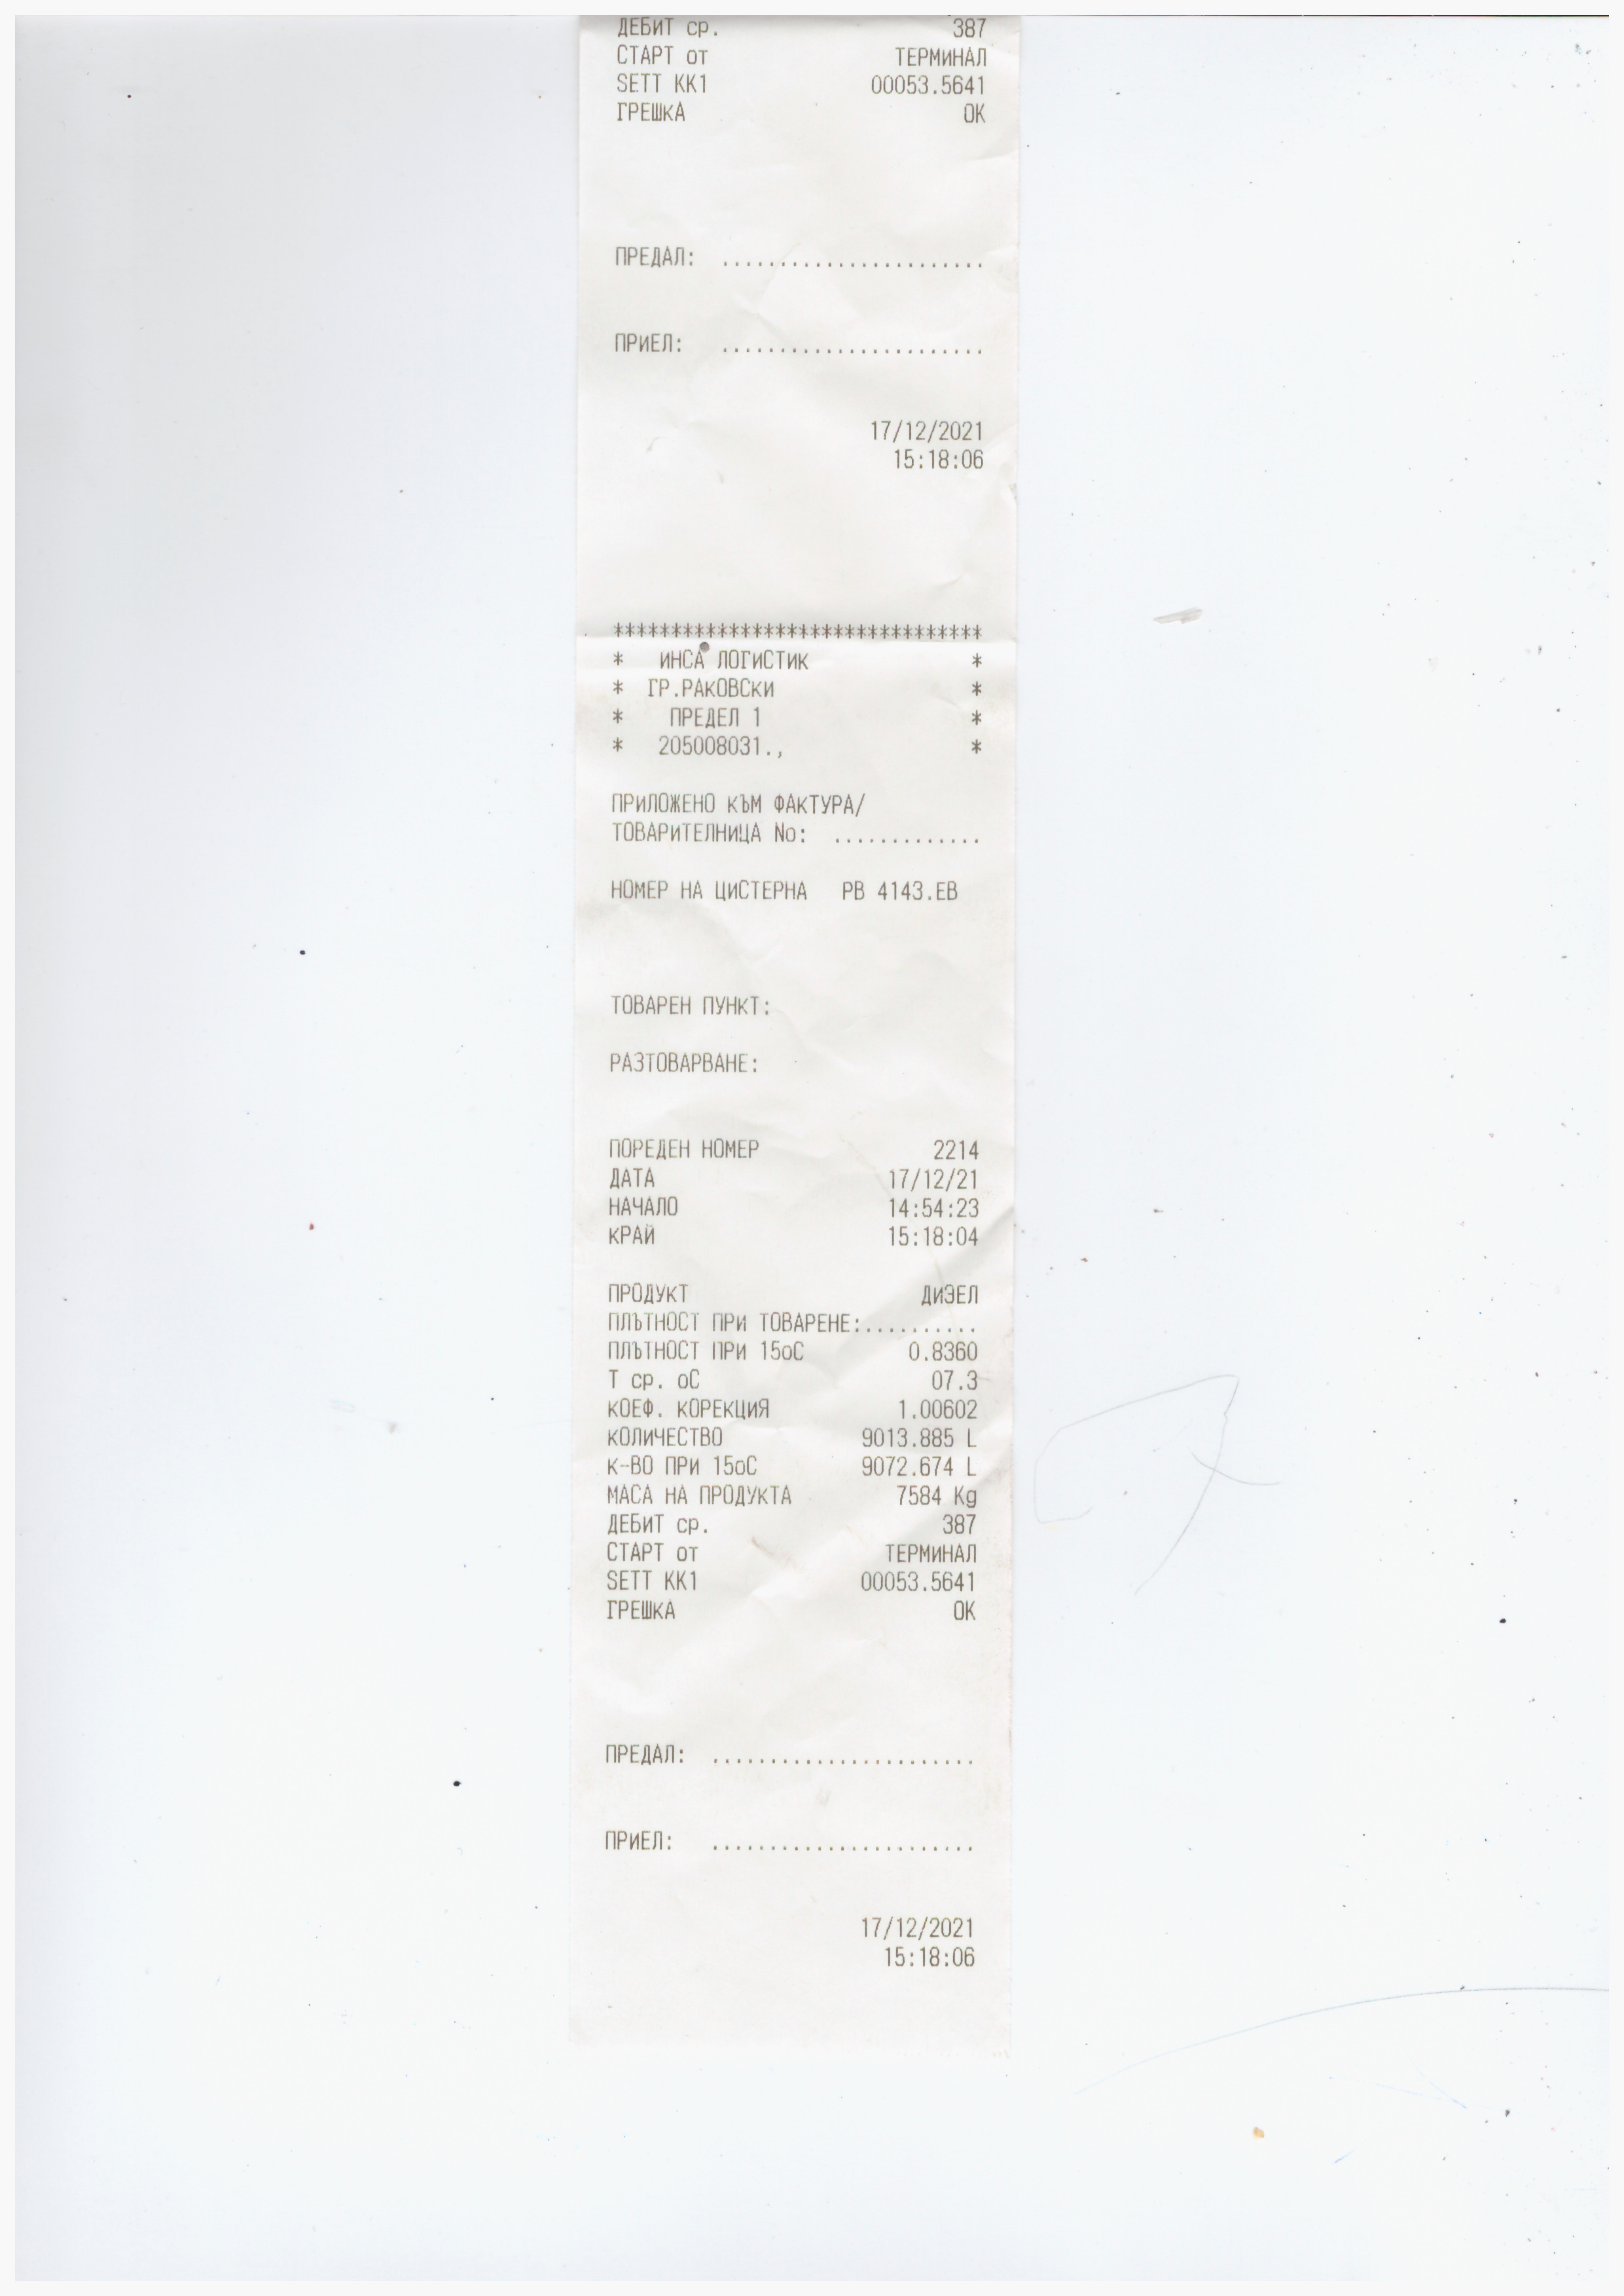 ДЕБИТ ср. 387
СТАРТ от ТЕРМИНАЛ
SETT KK1 00053.5641
ГРЕШКА OK
ПРЕДАЛ: .......................
ПРИЕЛ: .......................
17/12/2021
15:18:06
********************************
* ИНСА ЛОГИСТИК *
* ГР.РАКОВСКИ *
* ПРЕДЕЛ 1 *
* 205008031., *
ПРИЛОЖЕНО КЪМ ФАКТУРА/
ТОВАРИТЕЛНИЦА No: .............
НОМЕР НА ЦИСТЕРНА РВ 4143.ЕВ
ТОВАРЕН ПУНКТ:
РАЗТОВАРВАНЕ:
ПОРЕДЕН НОМЕР 2214
ДАТА 17/12/21
НАЧАЛО 14:54:23
КРАЙ 15:18:04
ПРОДУКТ ДИЗЕЛ
ПЛЪТНОСТ ПРИ ТОВАРЕНЕ:..........
ПЛЪТНОСТ ПРИ 15oC 0.8360
Т ср. oC 07.3
КОЕФ. КОРЕКЦИЯ 1.00602
КОЛИЧЕСТВО 9013.885 L
К-ВО ПРИ 15oC 9072.674 L
МАСА НА ПРОДУКТА 7584 Kg
ДЕБИТ ср. 387
СТАРТ от ТЕРМИНАЛ
SETT KK1 00053.5641
ГРЕШКА OK
ПРЕДАЛ: .......................
ПРИЕЛ: .......................
17/12/2021
15:18:06